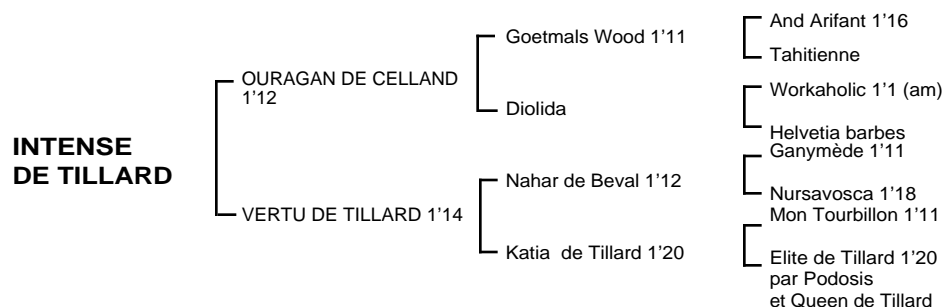 INTENSE
DE TILLARD
OURAGAN DE CELLAND
1’12
VERTU DE TILLARD 1’14
Goetmals Wood 1’11
Diolida
Nahar de Beval 1’12
Katia de Tillard 1’20
And Arifant 1’16
Tahitienne
Workaholic 1’1 (am)
Helvetia barbes
Ganymède 1’11
Nursavosca 1’18
Mon Tourbillon 1’11
Elite de Tillard 1’20
par Podosis
et Queen de Tillard